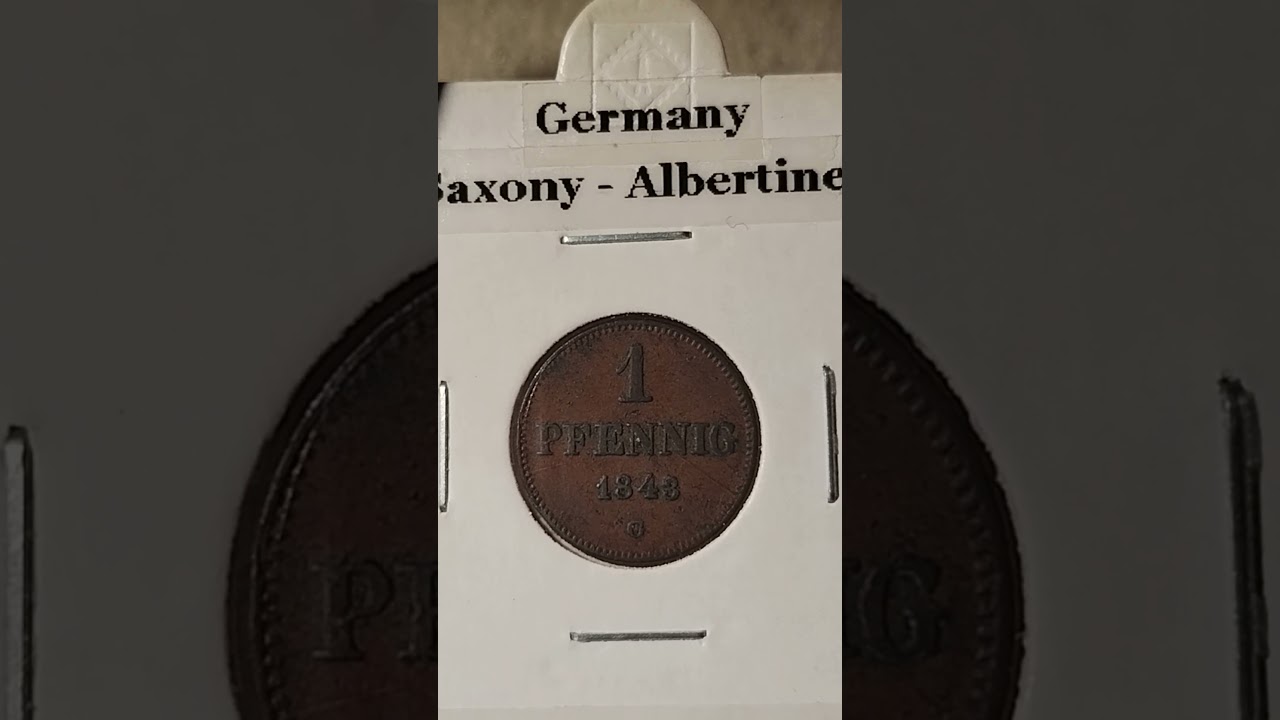 Germany
Saxony - Albertine
1
PFENNIG
1843
G